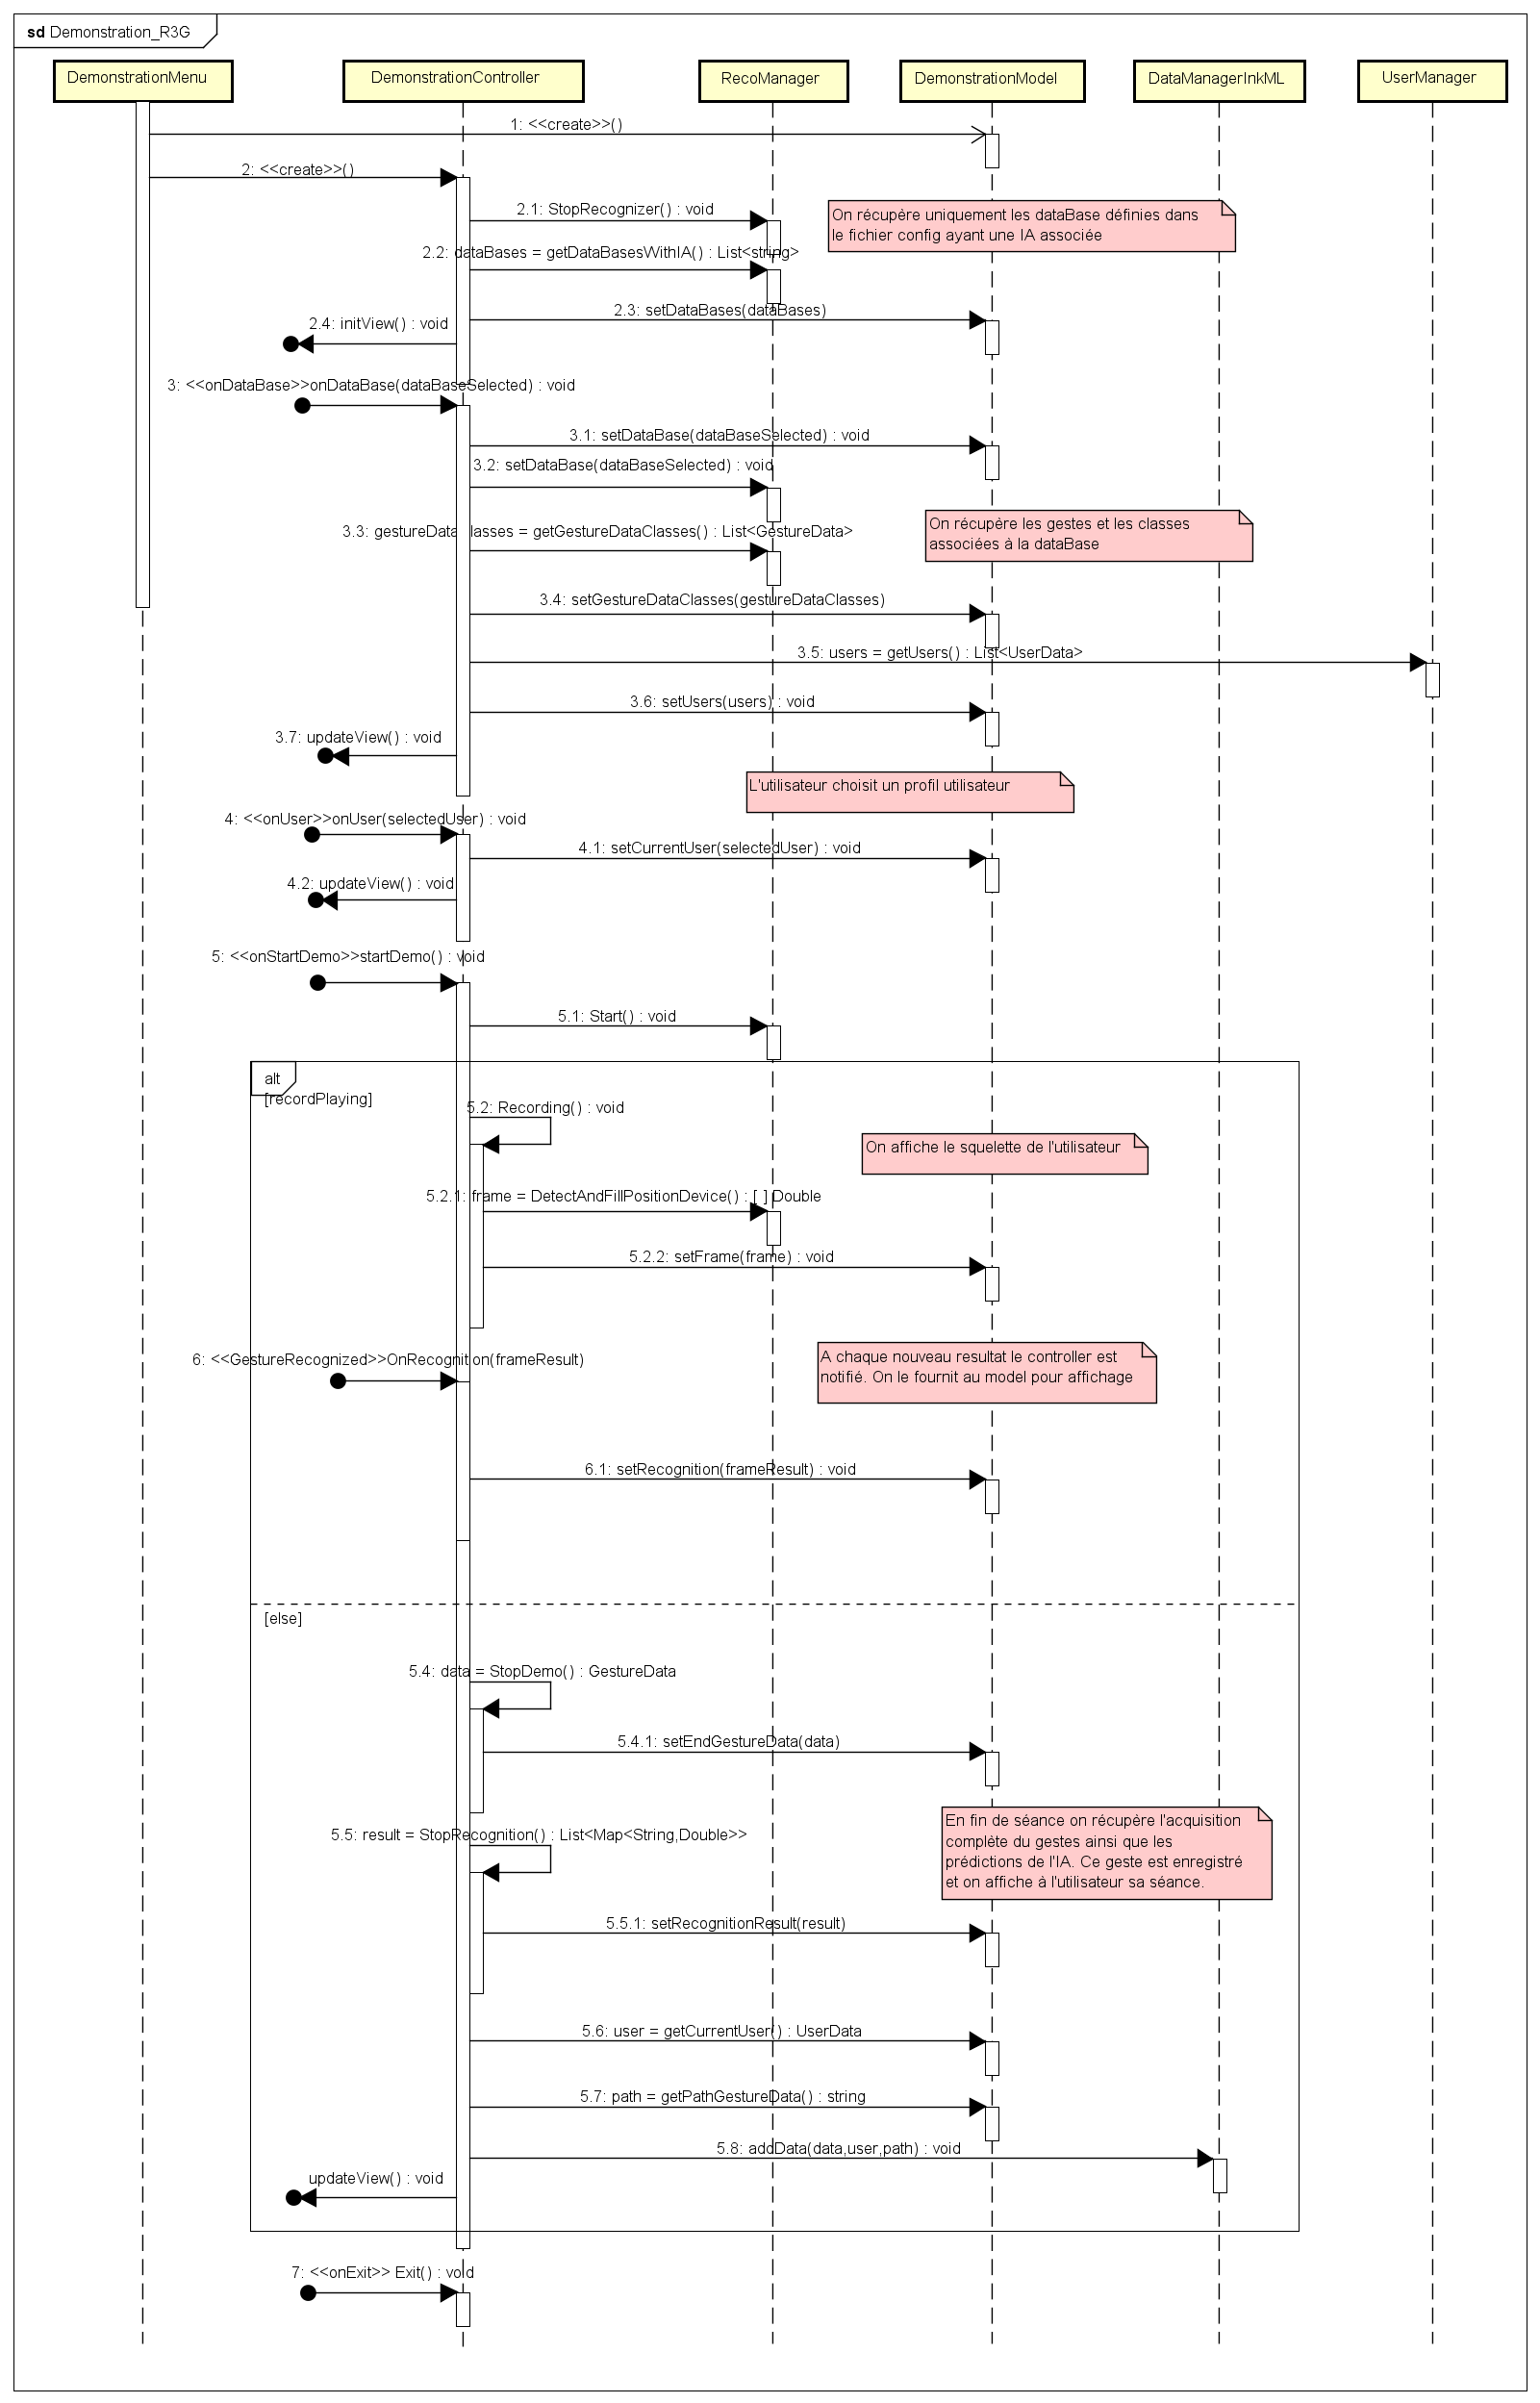 sd Demonstration_R3G
DemonstrationMenu
DemonstrationController
RecoManager
DemonstrationModel
DataManagerInkML
UserManager
1: <<create>>()
2: <<create>>()
2.1: StopRecognizer() : void
On récupère uniquement les dataBase définies dans
le fichier config ayant une IA associée
2.2: dataBases = getDataBasesWithIA() : List<string>
2.3: setDataBases(dataBases)
2.4: initView() : void
3: <<onDataBase>>onDataBase(dataBaseSelected) : void
3.1: setDataBase(dataBaseSelected) : void
3.2: setDataBase(dataBaseSelected) : void
3.3: gestureDataClasses = getGestureDataClasses() : List<GestureData>
On récupère les gestes et les classes
associées à la dataBase
3.4: setGestureDataClasses(gestureDataClasses)
3.5: users = getUsers() : List<UserData>
3.6: setUsers(users) : void
3.7: updateView() : void
L'utilisateur choisit un profil utilisateur
4: <<onUser>>onUser(selectedUser) : void
4.1: setCurrentUser(selectedUser) : void
4.2: updateView() : void
5: <<onStartDemo>>startDemo() : void
5.1: Start() : void
alt
[recordPlaying]
5.2: Recording() : void
On affiche le squelette de l'utilisateur
5.2.1: frame = DetectAndFillPositionDevice() : [ ] Double
5.2.2: setFrame(frame) : void
6: <<GestureRecognized>>OnRecognition(frameResult)
A chaque nouveau resultat le controller est
notifié. On le fournit au model pour affichage
6.1: setRecognition(frameResult) : void
[else]
5.4: data = StopDemo() : GestureData
5.4.1: setEndGestureData(data)
5.5: result = StopRecognition() : List<Map<String,Double>>
En fin de séance on récupère l'acquisition
complète du gestes ainsi que les
prédictions de l'IA. Ce geste est enregistré
et on affiche à l'utilisateur sa séance.
5.5.1: setRecognitionResult(result)
5.6: user = getCurrentUser() : UserData
5.7: path = getPathGestureData() : string
5.8: addData(data,user,path) : void
updateView() : void
7: <<onExit>> Exit() : void